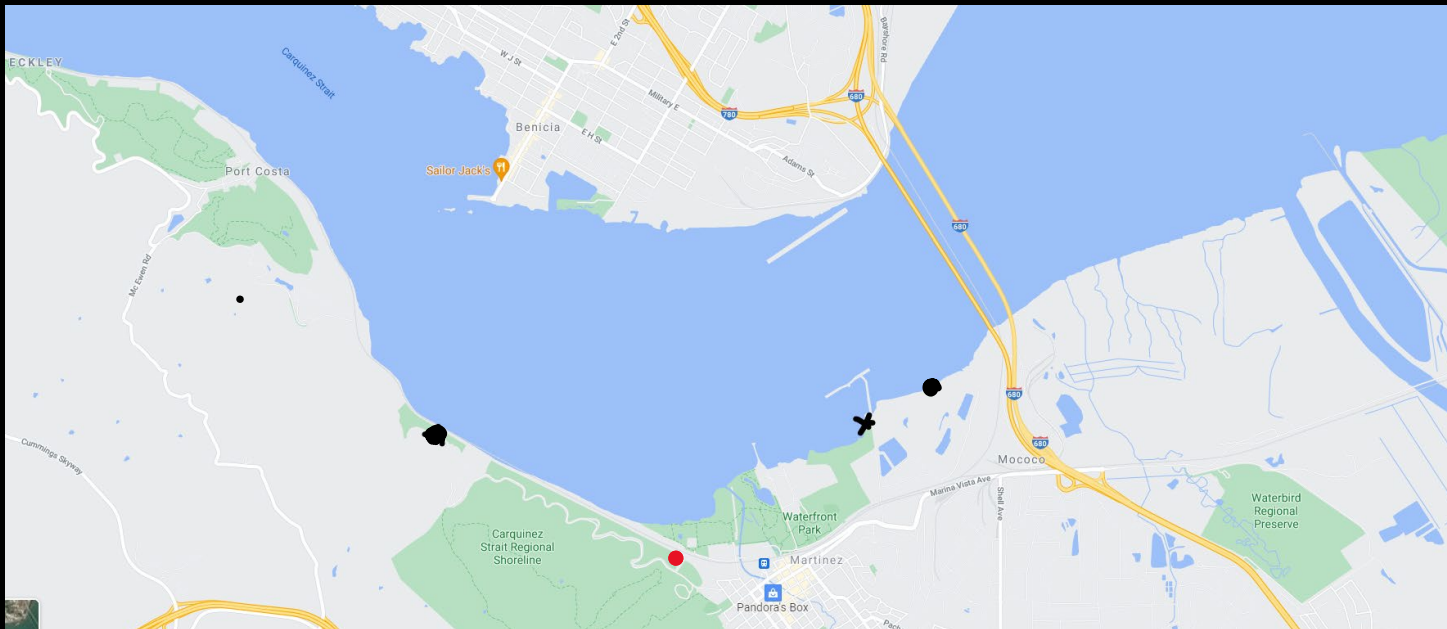 ECKLEY
Carquinez Strait
E 2nd St
Bayshore Rd
W J St
Military E
680
780
Benicia
E H St
Adams St
Sailor Jack's
Port Costa
680
Mc Ewen Rd
680
Cummings Skyway
680
Mococo
Marina Vista Ave
Shell Ave
Waterbird
Regional
Preserve
Waterfront
Park
Carquinez
Strait Regional
Shoreline
Martinez
Pandora's Box